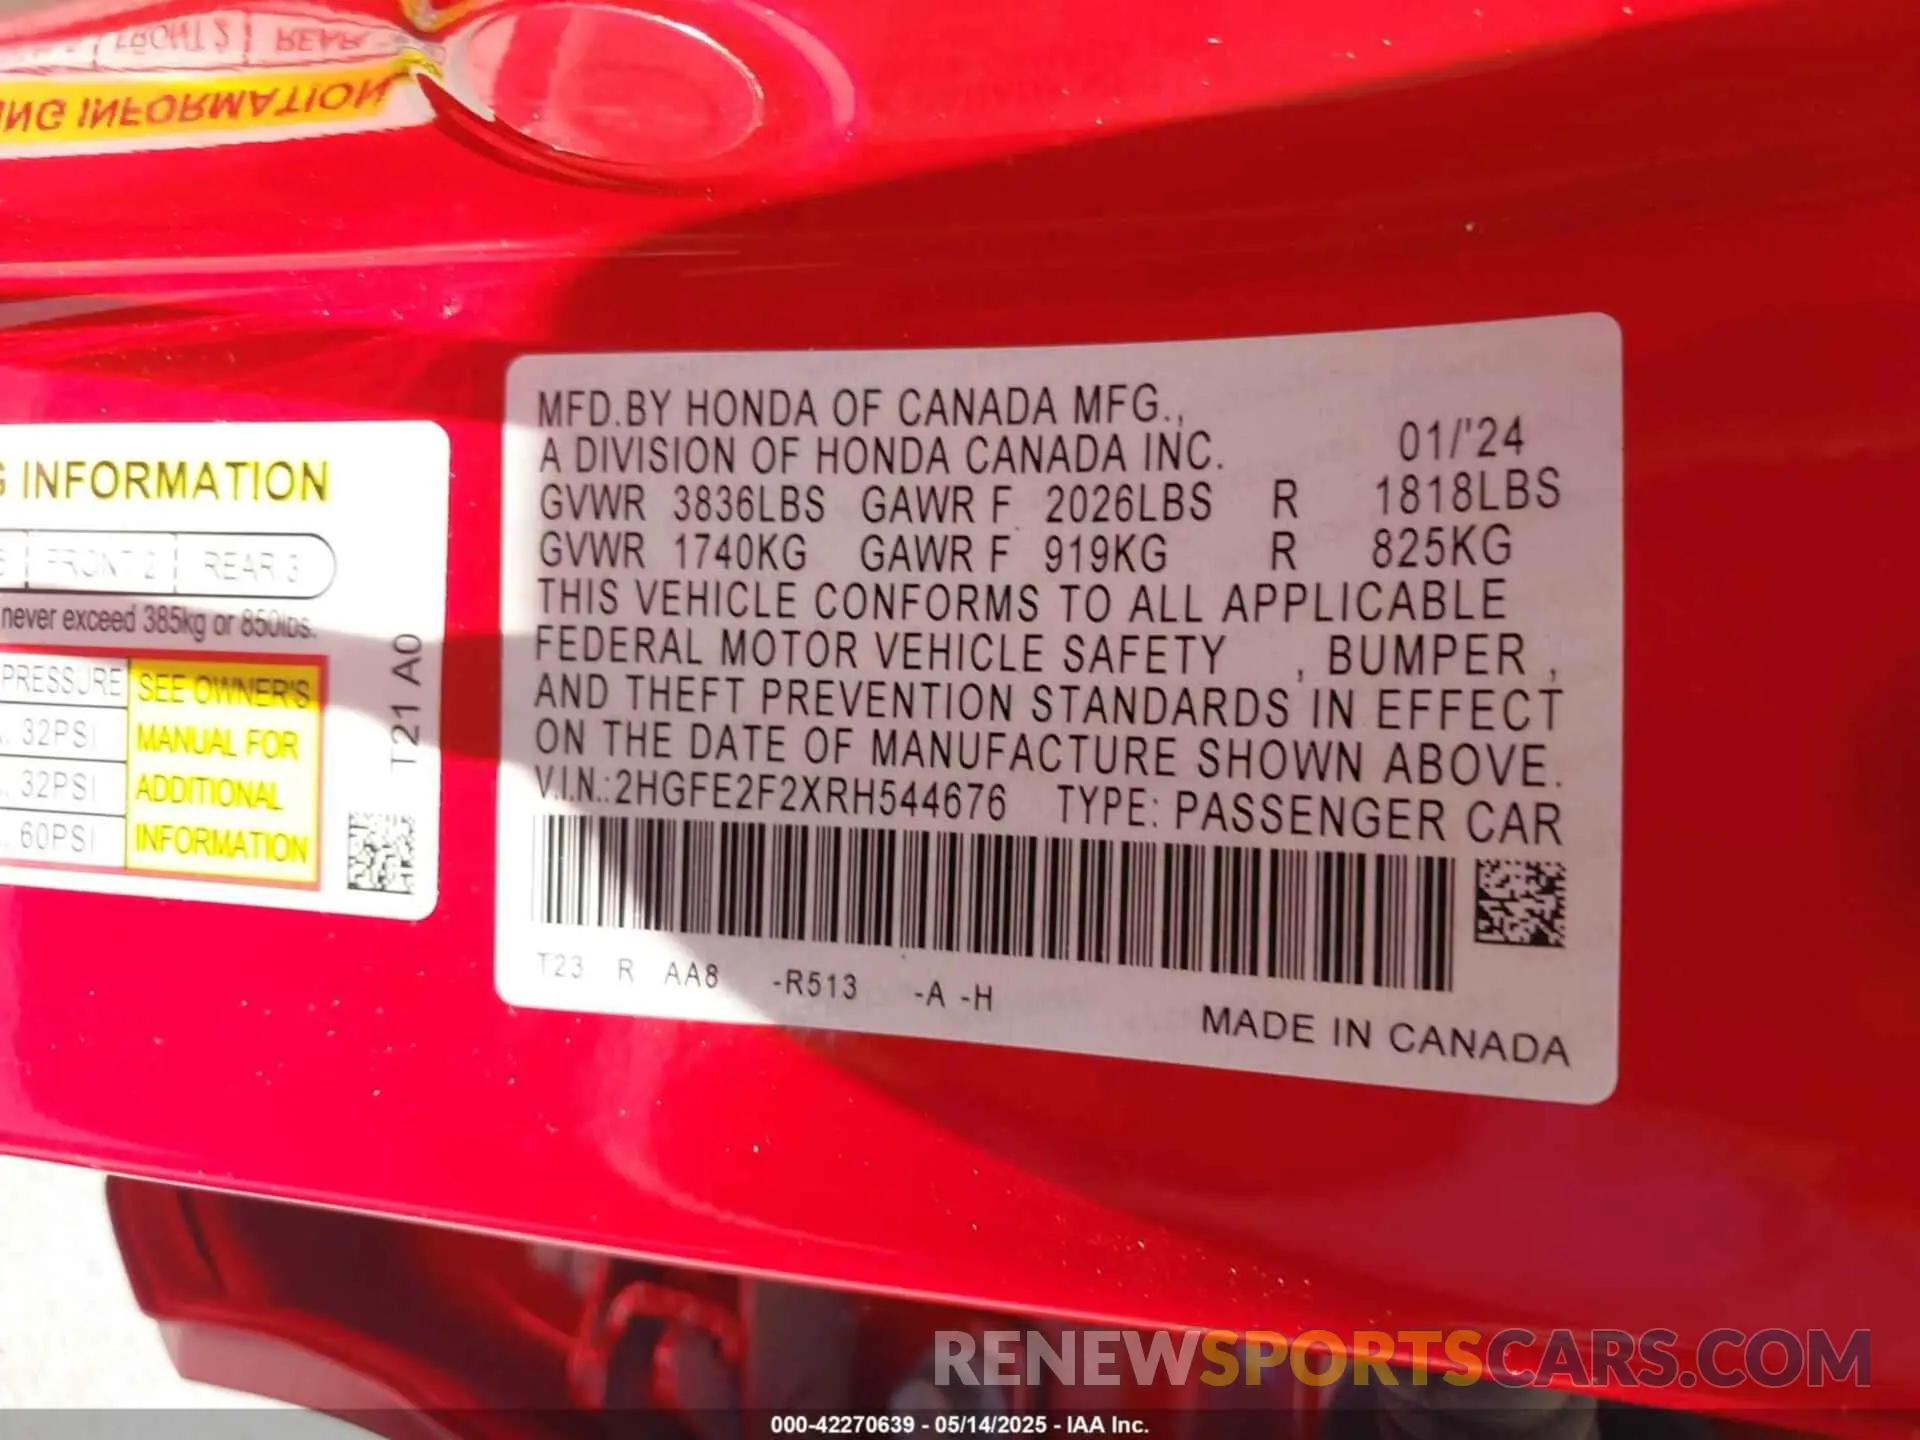 INFORMATION
FRONT 2 REAR 3
never exceed 385kg or 850lbs.
PRESSURE SEE OWNER'S
32PSI MANUAL FOR
32PSI ADDITIONAL
60PSI INFORMATION
T21 A0
MFD.BY HONDA OF CANADA MFG.,
A DIVISION OF HONDA CANADA INC. 01/'24
GVWR 3836LBS GAWR F 2026LBS R 1818LBS
GVWR 1740KG GAWR F 919KG R 825KG
THIS VEHICLE CONFORMS TO ALL APPLICABLE
FEDERAL MOTOR VEHICLE SAFETY , BUMPER ,
AND THEFT PREVENTION STANDARDS IN EFFECT
ON THE DATE OF MANUFACTURE SHOWN ABOVE.
V.I.N.:2HGFE2F2XRH544676 TYPE: PASSENGER CAR
T23 R AA8 -R513 -A -H
MADE IN CANADA
RENEWSPORTSCARS.COM
000-42270639 - 05/14/2025 - IAA Inc.